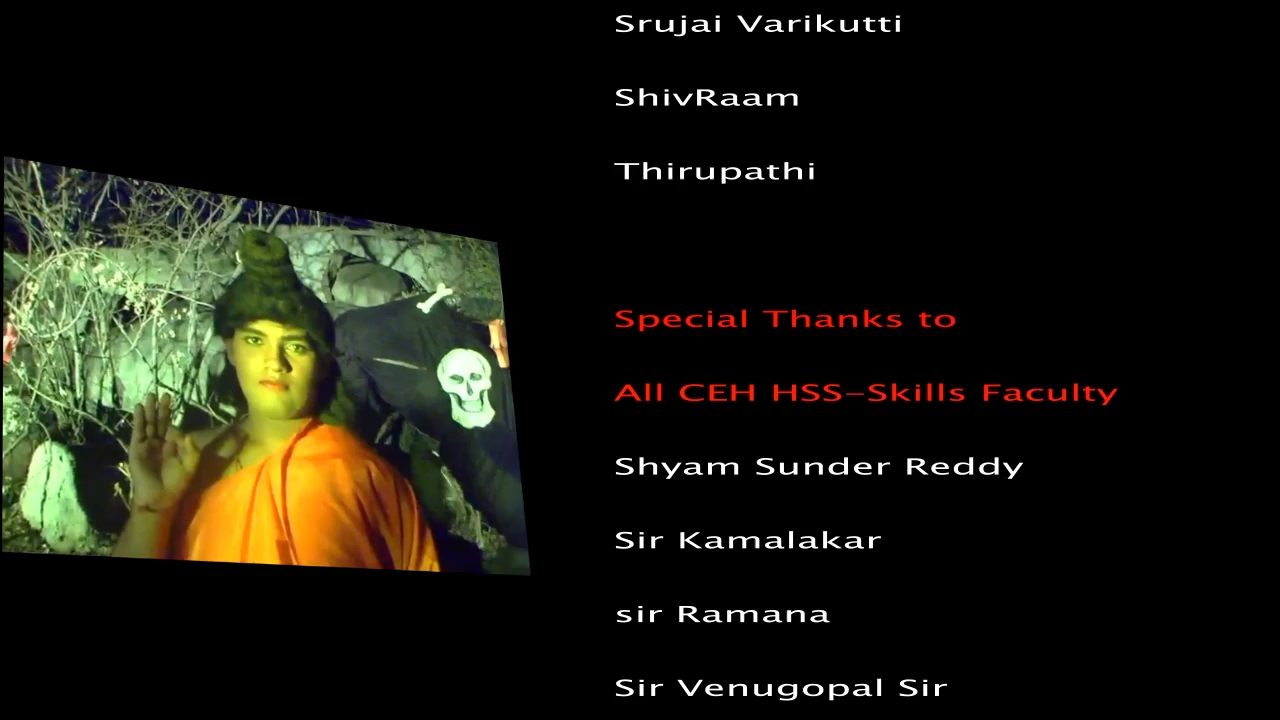 Srujai Varikutti
ShivRaam
Thirupathi
Special Thanks to
All CEH HSS-Skills Faculty
Shyam Sunder Reddy
Sir Kamalakar
sir Ramana
Sir Venugopal Sir